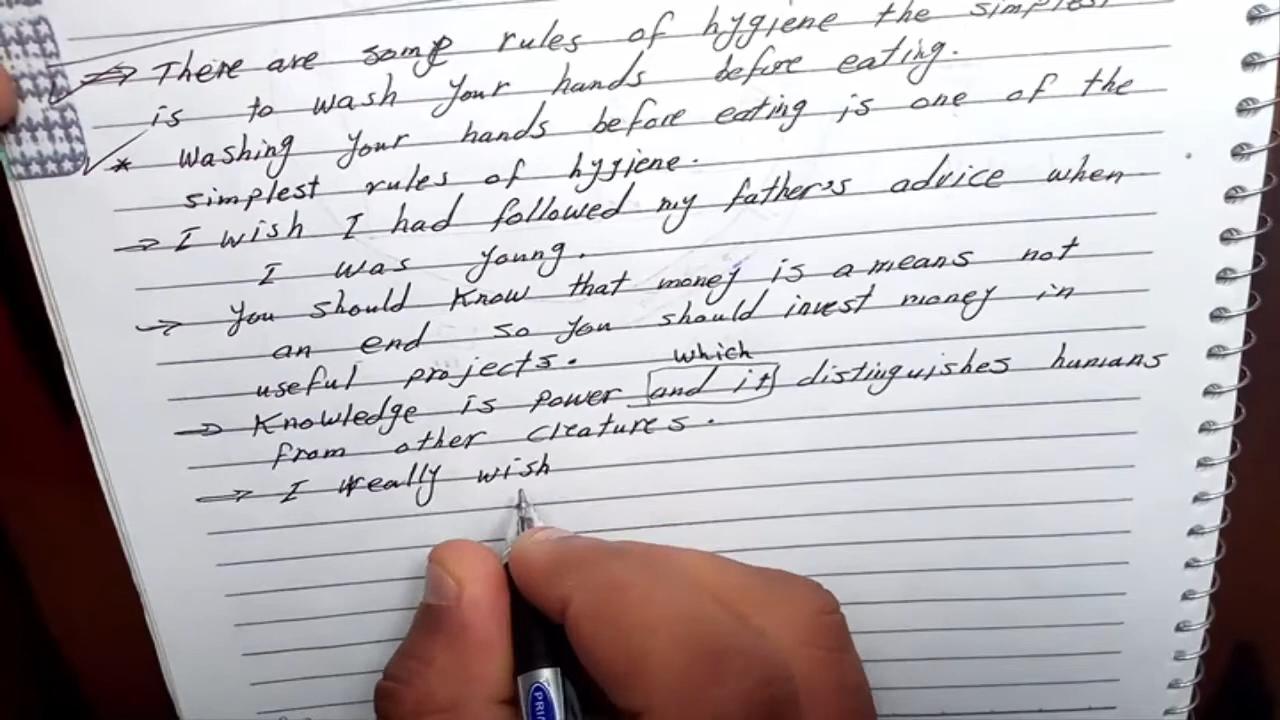 There are some rules of hygiene the simplest
is to wash your hands before eating.
* Washing your hands before eating is one of the
simplest rules of hygiene.
→ I wish I had followed my father's advice when
I was young.
→ You should know that money is a means not
an end so you should invest money in
useful projects.
which
→ Knowledge is power and it distinguishes humans
from other creatures.
→ I really wish
PRI